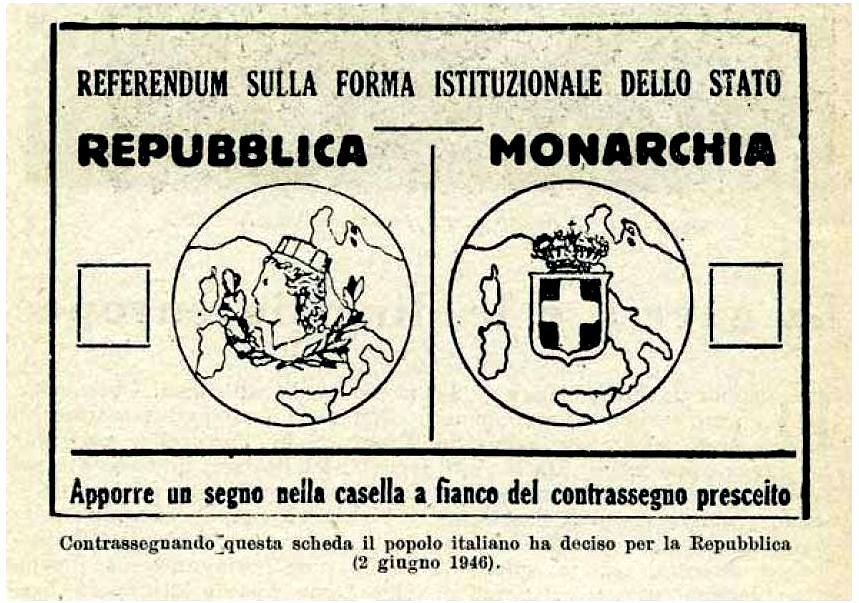 REFERENDUM SULLA FORMA ISTITUZIONALE DELLO STATO
REPUBBLICA
MONARCHIA
Apporre un segno nella casella a fianco del contrassegno prescelto
Contrassegnando questa scheda il popolo italiano ha deciso per la Repubblica
(2 giugno 1946).